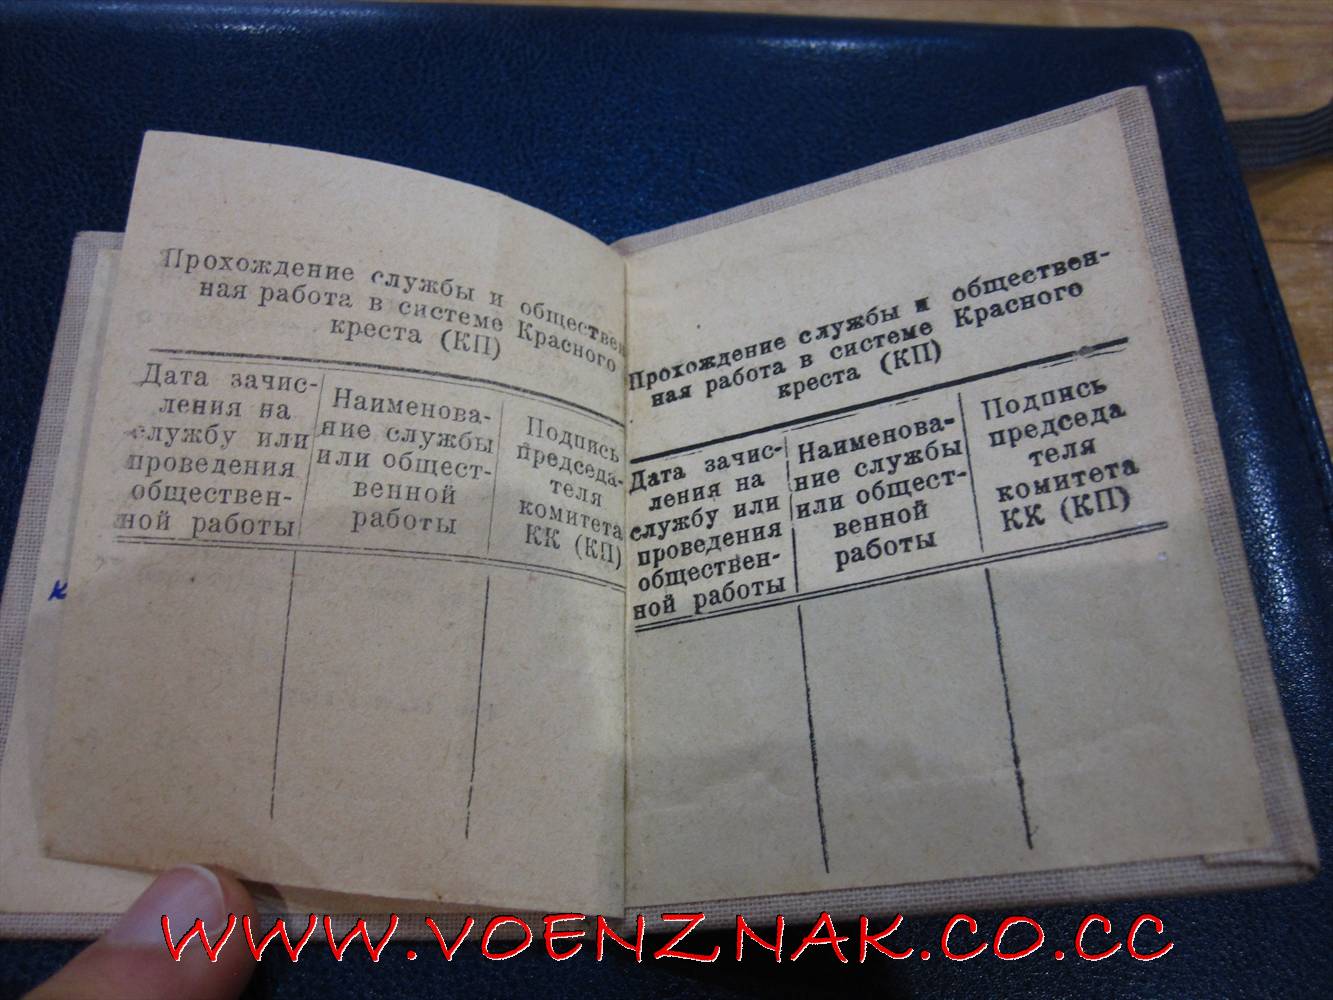 Прохождение службы и обществен
ная работа в системе Красного
креста (КП)
Дата зачис-
ления на
службу или
проведения
обществен-
ной работы
Наименова-
ние службы
или общест-
венной
работы
Подпись
председа-
теля
комитета
КК (КП)
Прохождение службы и обществен-
ная работа в системе Красного
креста (КП)
Дата зачис-
ления на
службу или
проведения
обществен-
ной работы
Наименова-
ние службы
или общест-
венной
работы
Подпись
председа
теля
комитета
КК (КП)
к
WWW.VOENZNAK.CO.CC